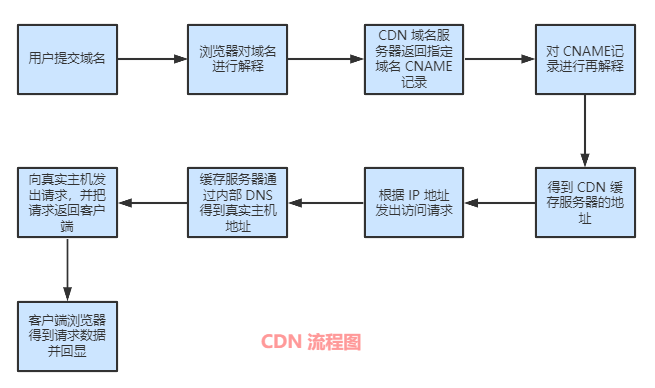 用户提交域名
浏览器对域名
进行解释
CDN 域名服务
器返回指定
域名 CNAME
记录
对 CNAME记
录进行再解释
得到 CDN 缓
存服务器的地
址
根据 IP 地址
发出访问请求
缓存服务器通
过内部 DNS
得到真实主机
地址
向真实主机发
出请求，并把
请求返回客户
端
客户端浏览器
得到请求数据
并回显
CDN 流程图